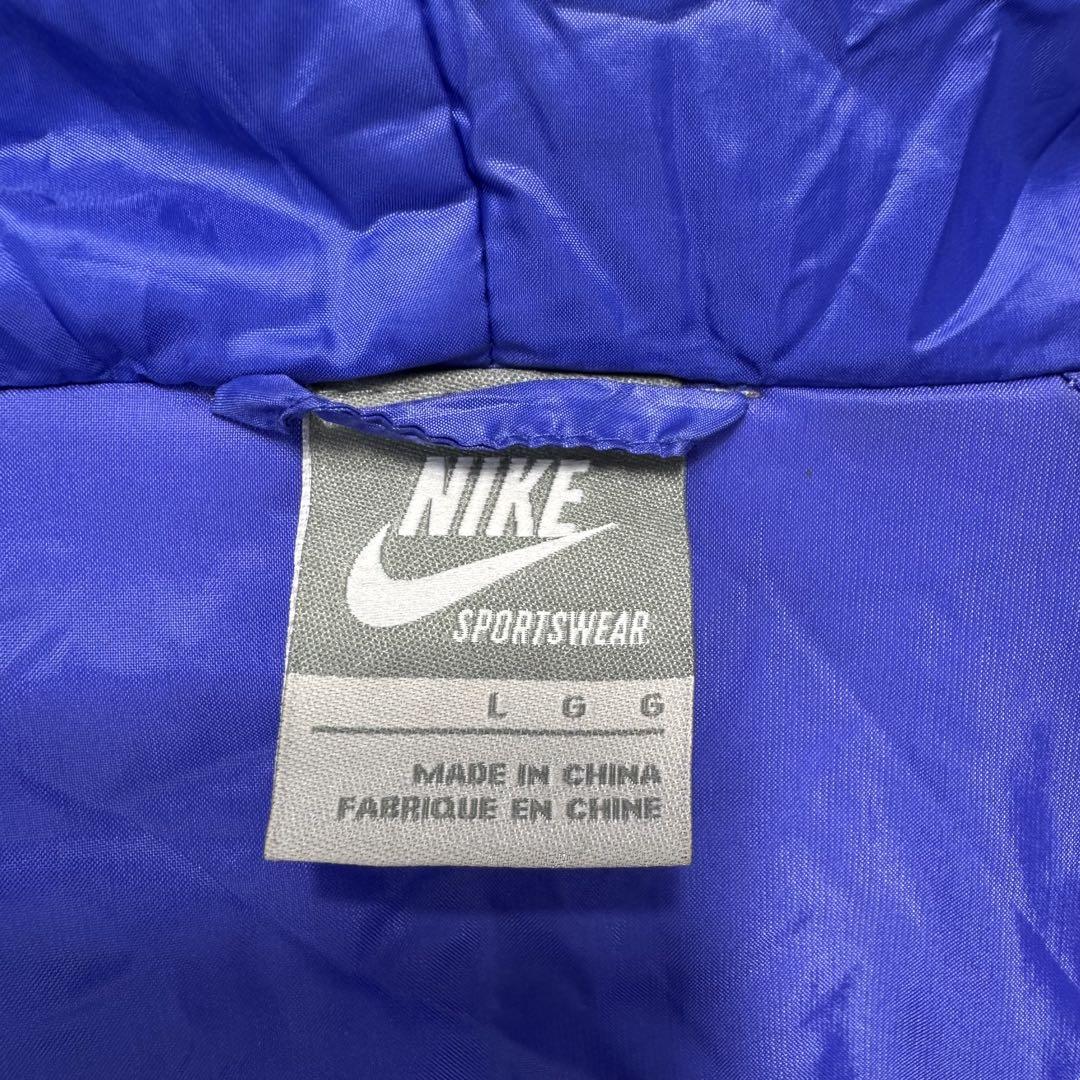 NIKE
SPORTSWEAR
L G G
MADE IN CHINA
FABRIQUE EN CHINE